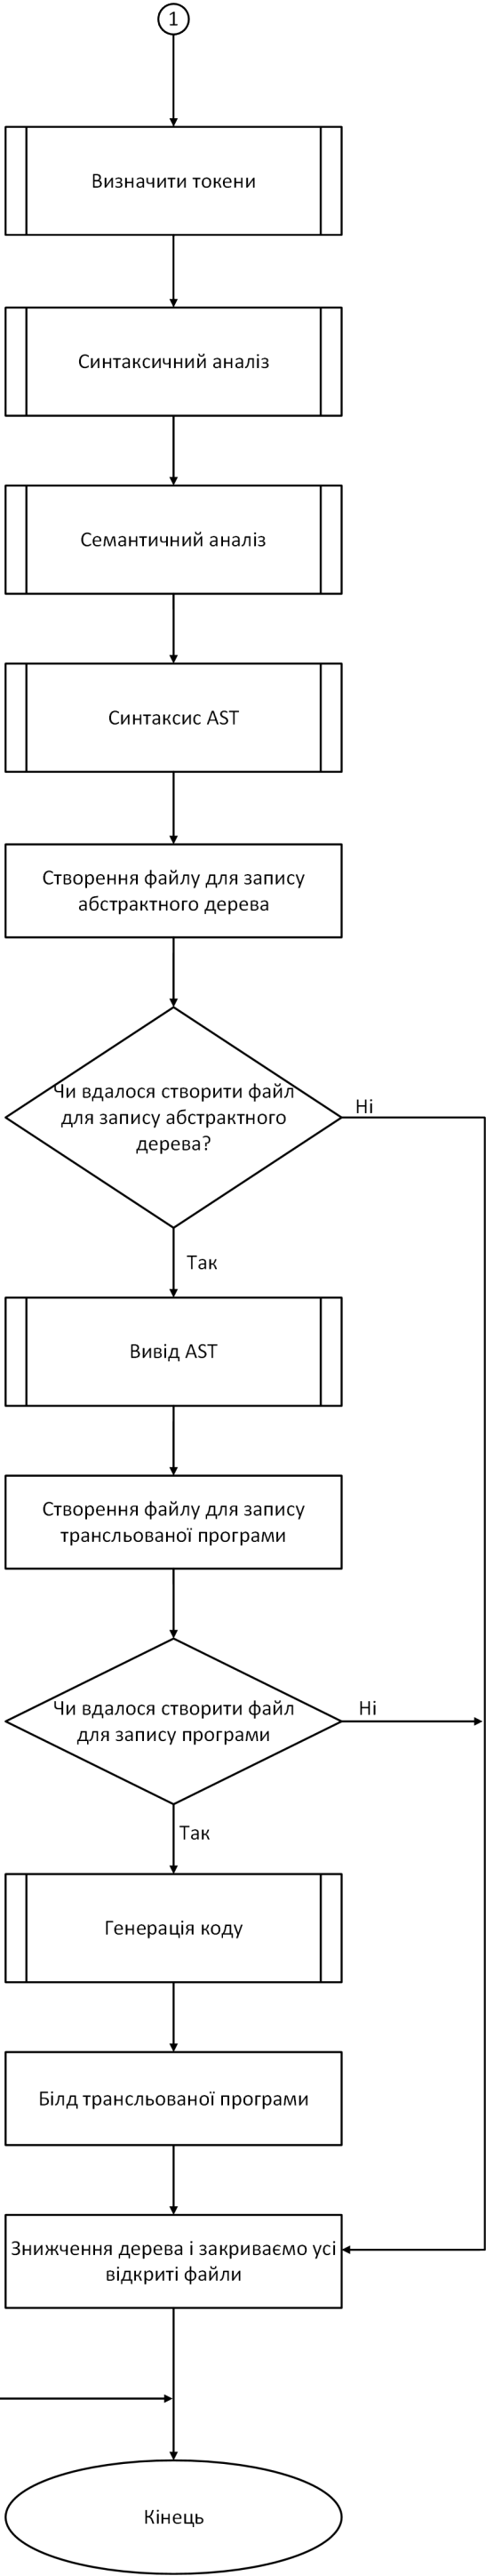 1
Визначити токени
Синтаксичний аналіз
Семантичний аналіз
Синтаксис AST
Створення файлу для запису
абстрактного дерева
Чи вдалося створити файл
для запису абстрактного
дерева?
Ні
Так
Вивід AST
Створення файлу для запису
трансльованої програми
Чи вдалося створити файл
для запису програми
Ні
Так
Генерація коду
Білд трансльованої програми
Знижчення дерева і закриваємо усі
відкриті файли
Кінець